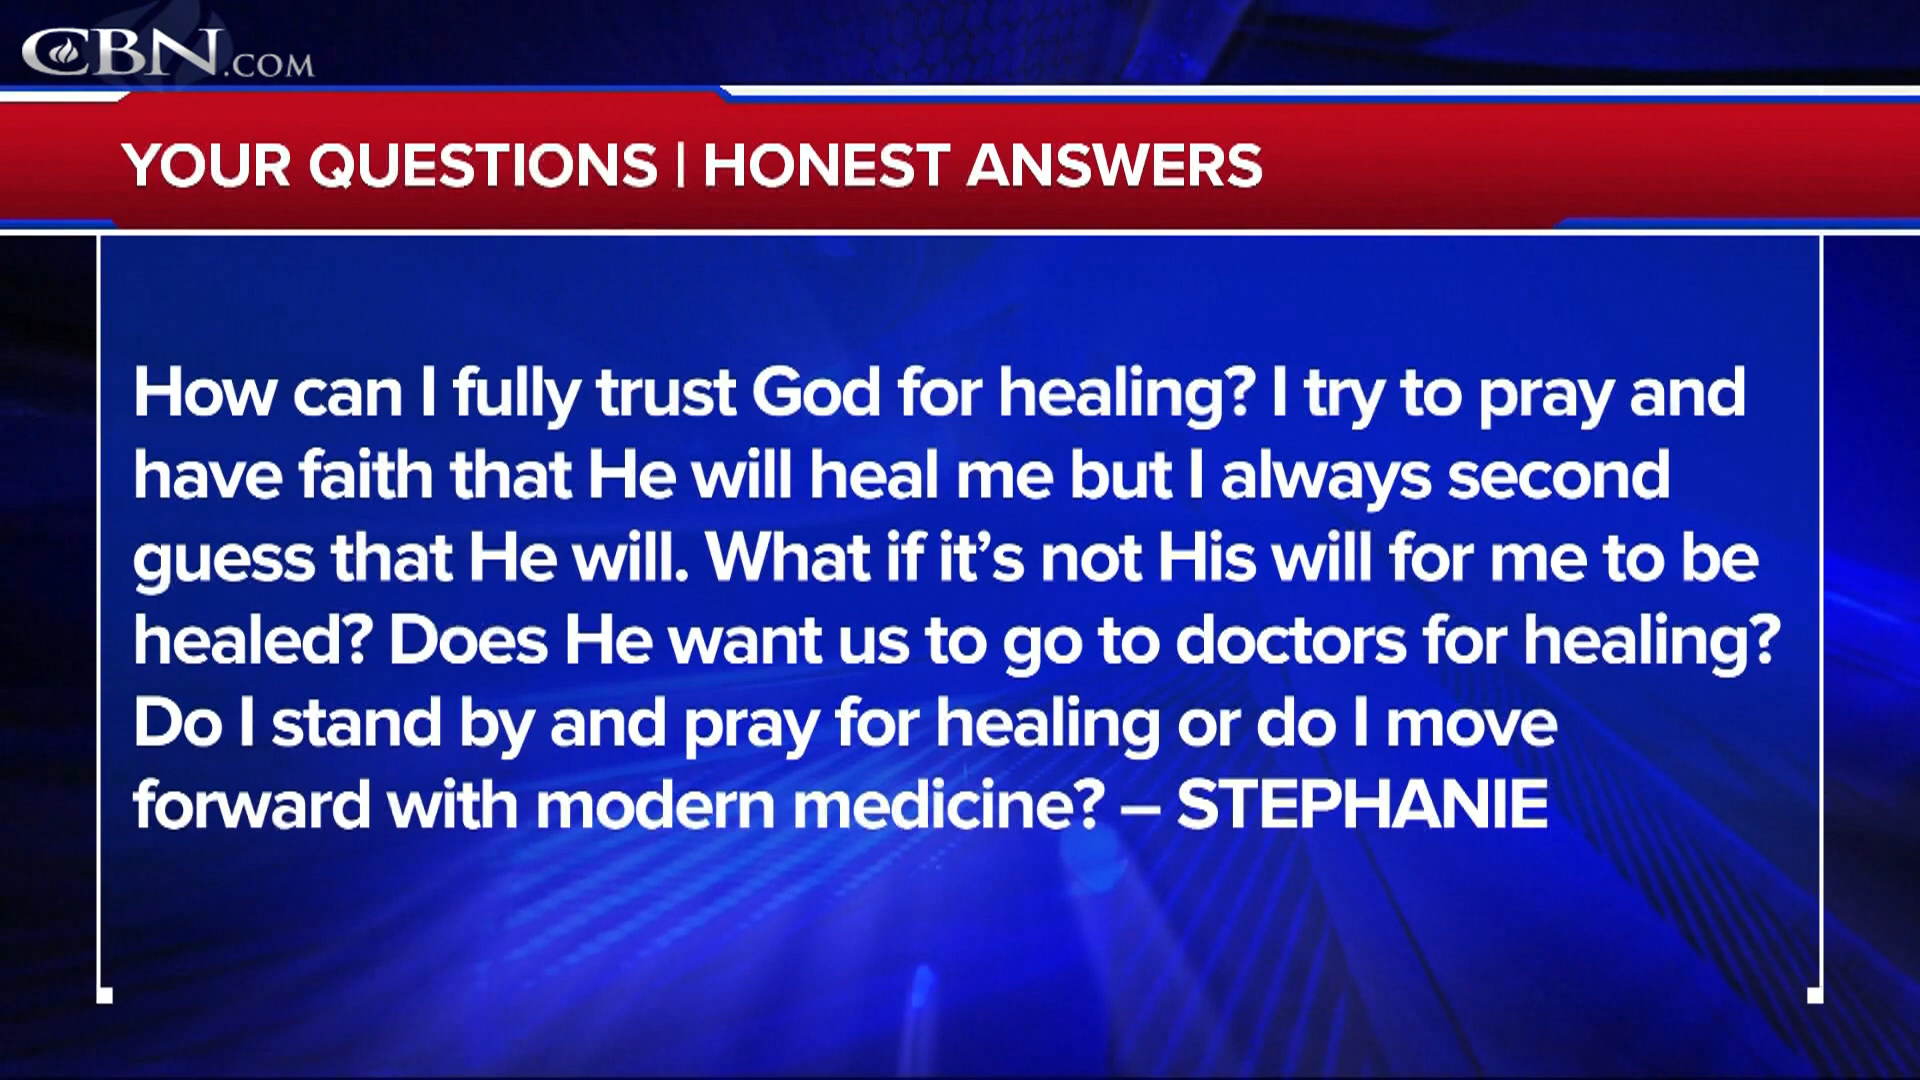 CBN.COM
YOUR QUESTIONS | HONEST ANSWERS
How can I fully trust God for healing? I try to pray and
have faith that He will heal me but I always second
guess that He will. What if it’s not His will for me to be
healed? Does He want us to go to doctors for healing?
Do I stand by and pray for healing or do I move
forward with modern medicine? – STEPHANIE